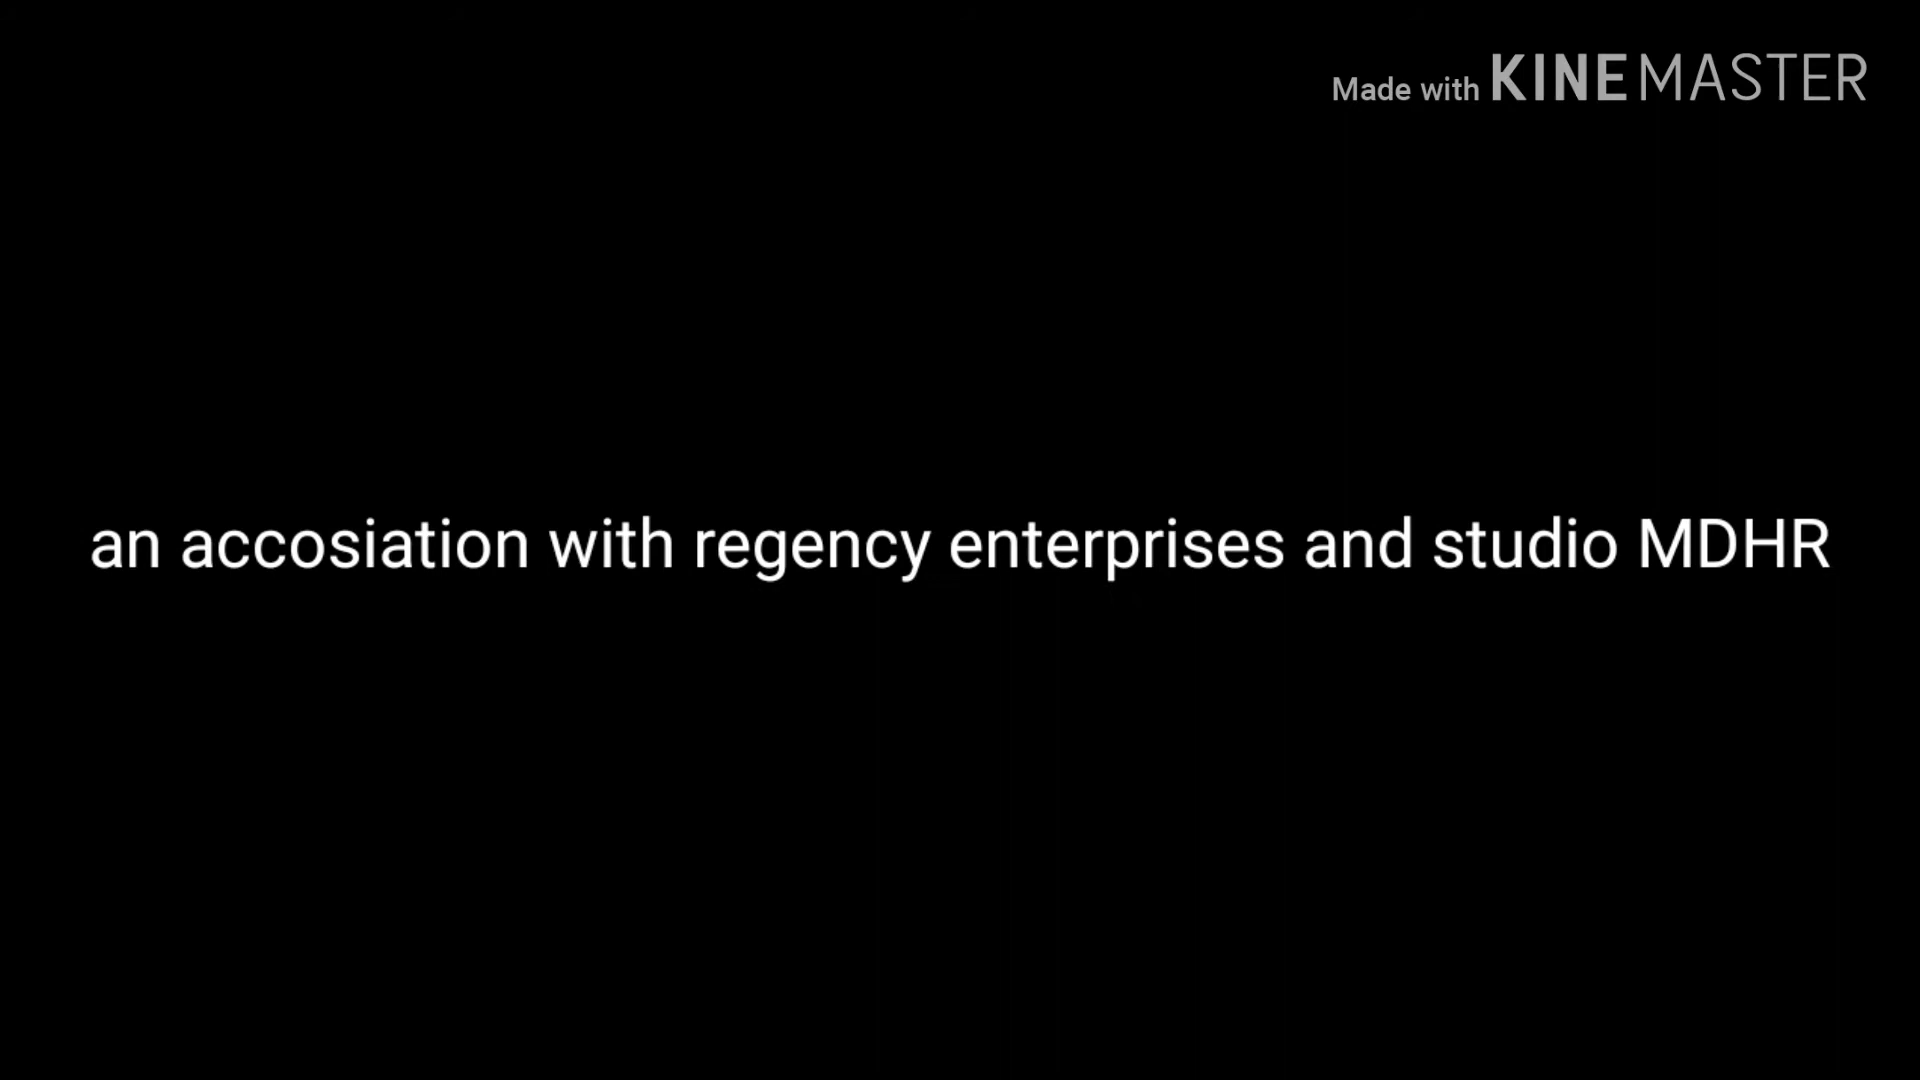 Made with KINEMASTER
an accosiation with regency enterprises and studio MDHR